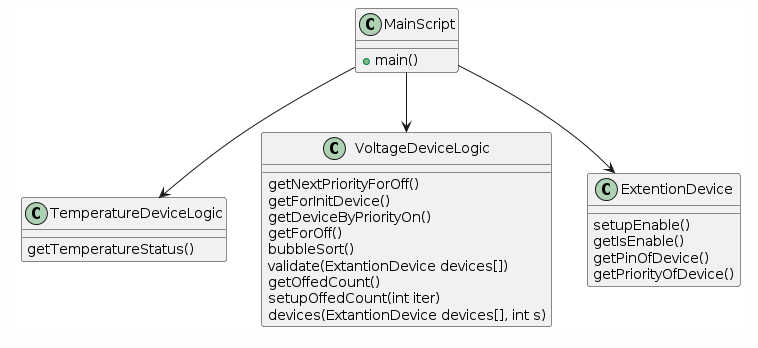 C MainScript
main()
C TemperatureDeviceLogic
getTemperatureStatus()
C VoltageDeviceLogic
getNextPriorityForOff()
getForInitDevice()
getDeviceByPriorityOn()
getForOff()
bubbleSort()
validate(ExtantionDevice devices[])
getOffedCount()
setupOffedCount(int iter)
devices(ExtantionDevice devices[], int s)
C ExtentionDevice
setupEnable()
getIsEnable()
getPinOfDevice()
getPriorityOfDevice()